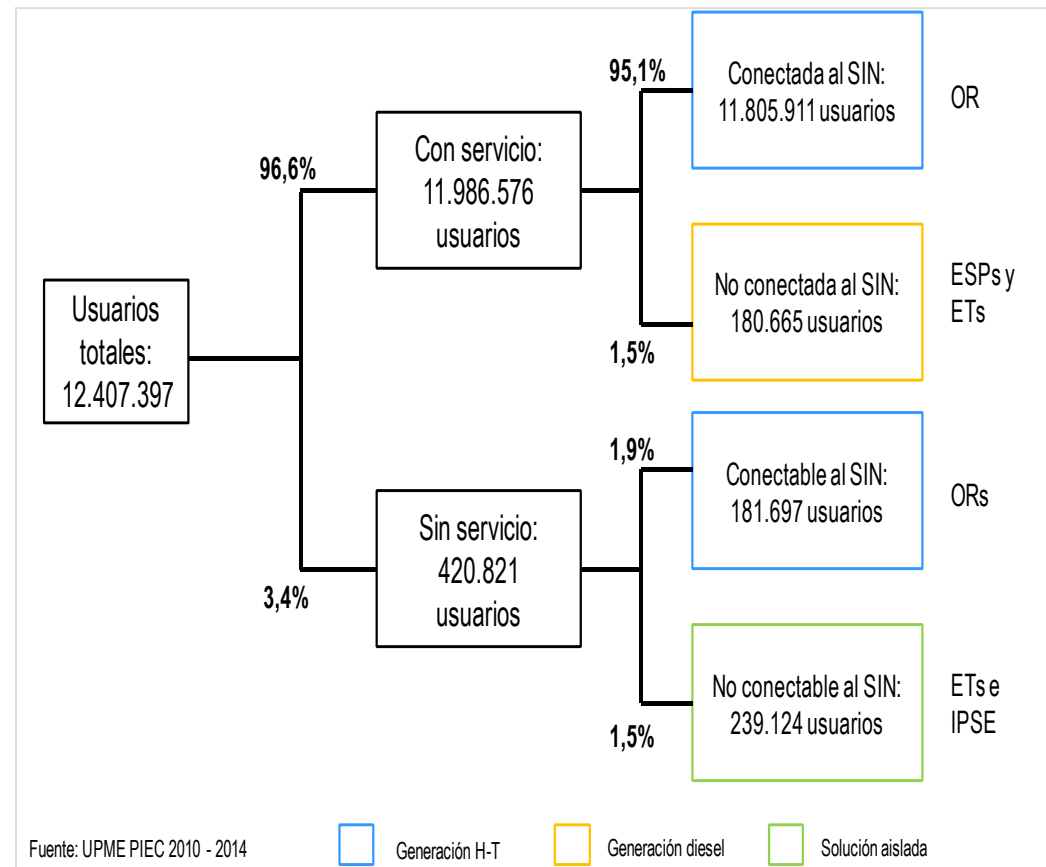 Usuarios
totales:
12.407.397
96,6%
Con servicio:
11.986.576
usuarios
3,4%
Sin servicio:
420.821
usuarios
95,1%
Conectada al SIN:
11.805.911 usuarios
OR
1,5%
No conectada al SIN:
180.665 usuarios
ESPs y
ETs
1,9%
Conectable al SIN:
181.697 usuarios
ORs
1,5%
No conectable al SIN:
239.124 usuarios
ETs e
IPSE
Fuente: UPME PIEC 2010 - 2014
Generación H-T
Generación diesel
Solución aislada